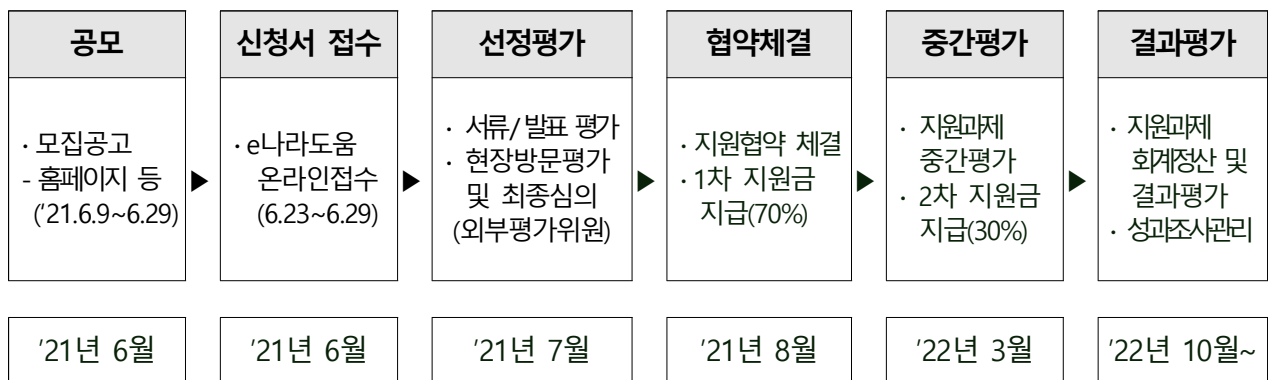 공모
· 모집공고
- 홈페이지 등
('21.6.9~6.29)
▶
신청서 접수
· e나라도움
온라인접수
(6.23~6.29)
▶
선정평가
· 서류/발표 평가
· 현장방문평가
및 최종심의
(외부평가위원)
▶
협약체결
· 지원협약 체결
· 1차 지원금
지급(70%)
▶
중간평가
· 지원과제
중간평가
· 2차 지원금
지급(30%)
▶
결과평가
· 지원과제
회계정산 및
결과평가
· 성과조사관리
'21년 6월
'21년 6월
'21년 7월
'21년 8월
'22년 3월
'22년 10월~